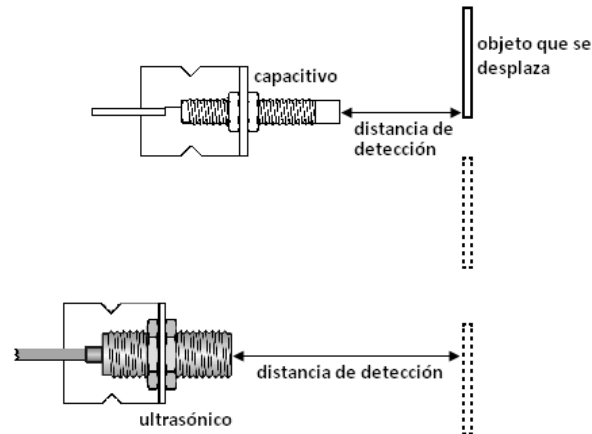 objeto que se
desplaza
capacitivo
distancia de
detección
distancia de detección
ultrasónico